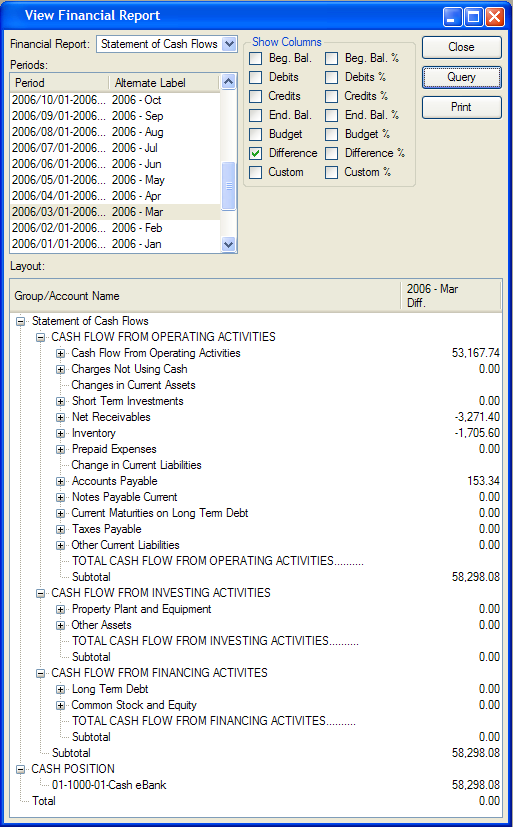 View Financial Report
Financial Report: Statement of Cash Flows
Periods:
Period Alternate Label
2006/10/01-2006... 2006 - Oct
2006/09/01-2006... 2006 - Sep
2006/08/01-2006... 2006 - Aug
2006/07/01-2006... 2006 - Jul
2006/06/01-2006... 2006 - Jun
2006/05/01-2006... 2006 - May
2006/04/01-2006... 2006 - Apr
2006/03/01-2006... 2006 - Mar
2006/02/01-2006... 2006 - Feb
2006/01/01-2006... 2006 - Jan
Show Columns
Beg. Bal. Beg. Bal. %
Debits Debits %
Credits Credits %
End. Bal. End. Bal. %
Budget Budget %
Difference Difference %
Custom Custom %
Close
Query
Print
Layout:
Group/Account Name 2006 - Mar
Diff.
Statement of Cash Flows
CASH FLOW FROM OPERATING ACTIVITIES
Cash Flow From Operating Activities 53,167.74
Charges Not Using Cash 0.00
Changes in Current Assets
Short Term Investments 0.00
Net Receivables -3,271.40
Inventory -1,705.60
Prepaid Expenses 0.00
Change in Current Liabilities
Accounts Payable 153.34
Notes Payable Current 0.00
Current Maturities on Long Term Debt 0.00
Taxes Payable 0.00
Other Current Liabilities 0.00
TOTAL CASH FLOW FROM OPERATING ACTIVITIES..........
Subtotal 58,298.08
CASH FLOW FROM INVESTING ACTIVITIES
Property Plant and Equipment 0.00
Other Assets 0.00
TOTAL CASH FLOW FROM INVESTING ACTIVITIES..........
Subtotal 0.00
CASH FLOW FROM FINANCING ACTIVITES
Long Term Debt 0.00
Common Stock and Equity 0.00
TOTAL CASH FLOW FROM FINANCING ACTIVITES..........
Subtotal 0.00
Subtotal 58,298.08
CASH POSITION
01-1000-01-Cash eBank 58,298.08
Total 0.00